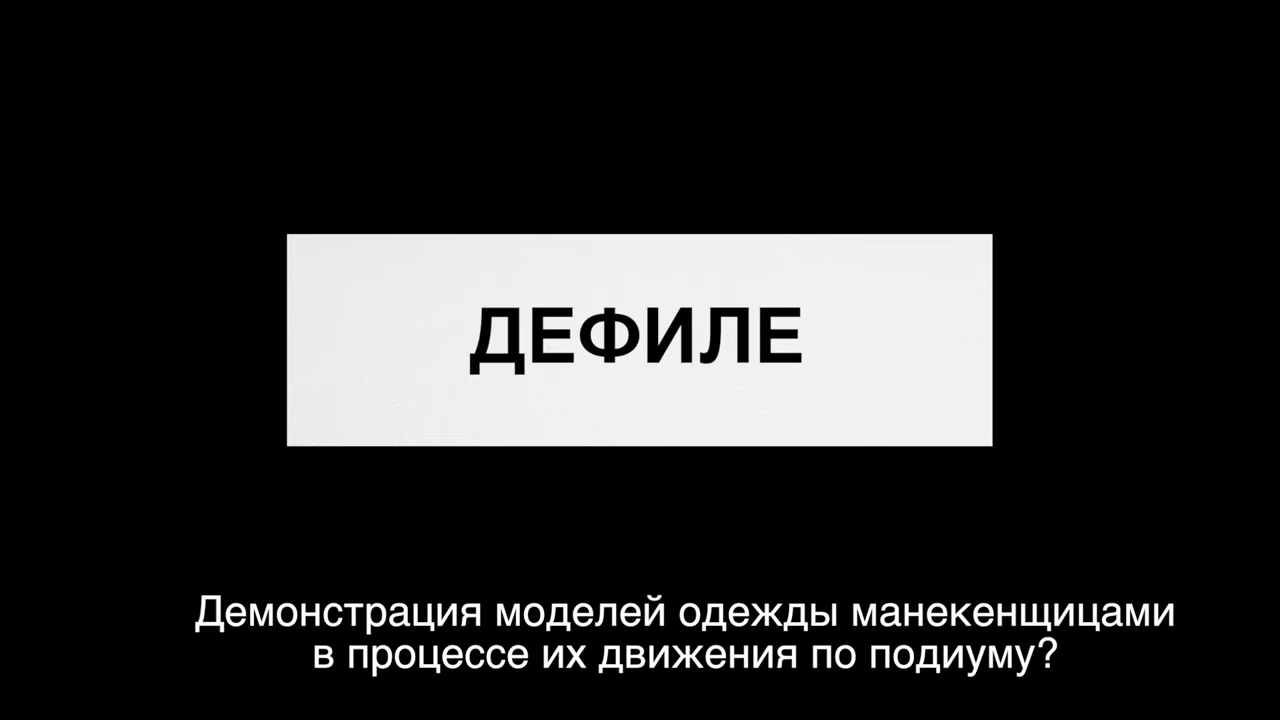 ДЕФИЛЕ
Демонстрация моделей одежды манекенщицами
в процессе их движения по подиуму?